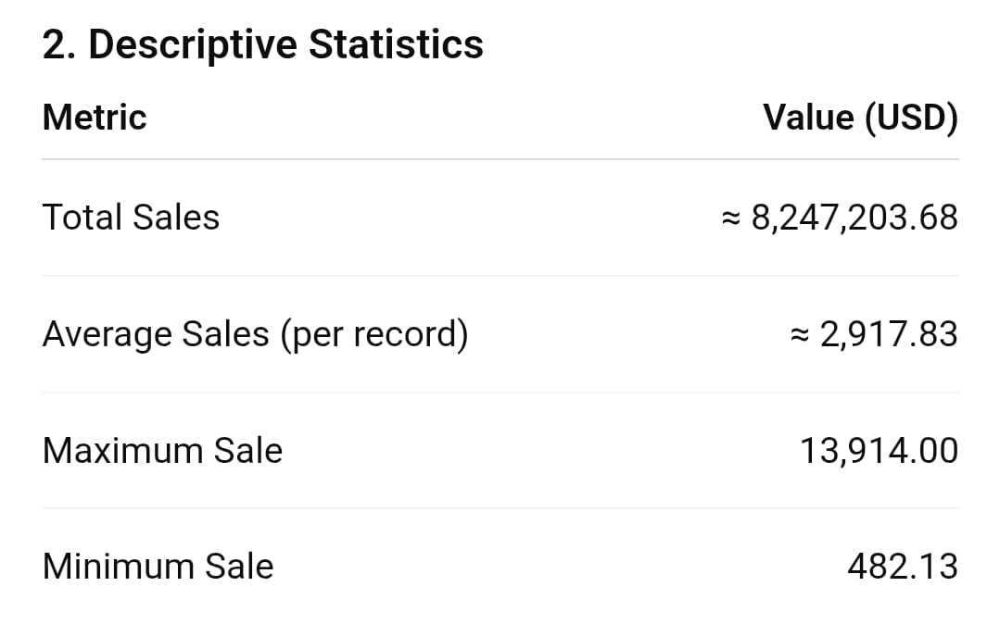 2. Descriptive Statistics
Metric Value (USD)
Total Sales ≈ 8,247,203.68
Average Sales (per record) ≈ 2,917.83
Maximum Sale 13,914.00
Minimum Sale 482.13